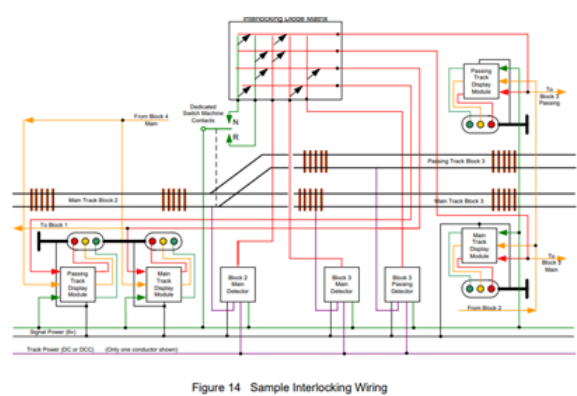 Interlocking Diode Matrix
Passing
Track
Display
Module
To
Block 3
Passing
Dedicated
Switch Machine
Contacts
N
R
From Block 4
Main
Passing Track Block 3
Main Track Block 2
Main Track Block 3
To Block 1
Passing
Track
Display
Module
Main
Track
Display
Module
Block 2
Main
Detector
Block 3
Main
Detector
Block 3
Passing
Detector
Main
Track
Display
Module
To
Block
Main
From Block 2
Signal Power (6v)
Track Power (DC or DCC) (Only one conductor shown)
Figure 14 Sample Interlocking Wiring